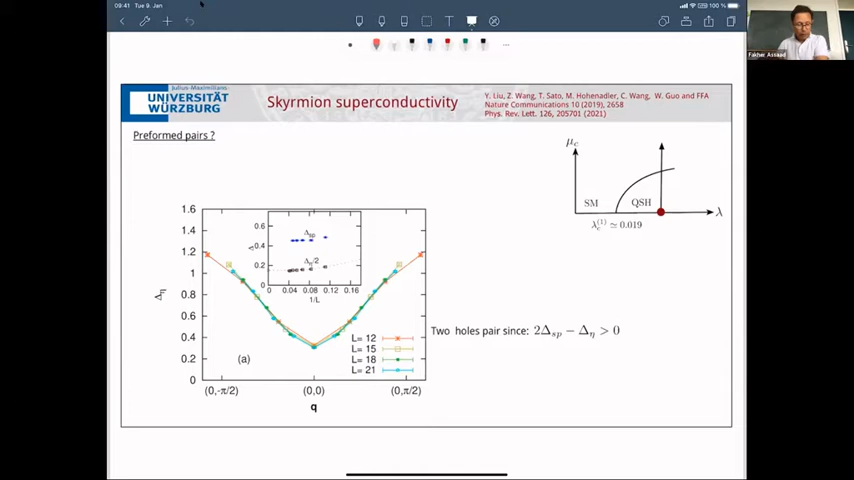 09:41 Tue 9. Jan
100 %
Fakher Assaad
Julius-Maximilians
UNIVERSITÄT
WÜRZBURG
Skyrmion superconductivity
Y. Liu, Z. Wang, T. Sato, M. Hohenadler, C. Wang, W. Guo and FFA
Nature Communications 10 (2019), 2658
Phys. Rev. Lett. 126, 205701 (2021)
Preformed pairs ?
μc
SM
QSH
λ
λc(1) ≃ 0.019
1.6
1.4
1.2
1
0.8
0.6
0.4
0.2
0
Δη
0.6
0.4
0.2
0
Δ
Δsp
Δη/2
0 0.04 0.08 0.12 0.16
1/L
L= 12
L= 15
L= 18
L= 21
(a)
(0,-π/2) (0,0) (0,π/2)
q
Two holes pair since: 2Δsp − Δη > 0